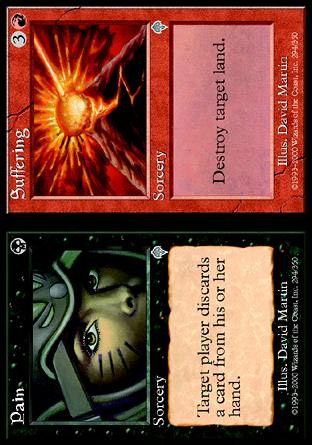 Pain
Sorcery
Target player discards
a card from his or her
hand.
Illus. David Martin
©1993-2000 Wizards of the Coast, Inc. 294/350
Suffering
3
Sorcery
Destroy target land.
Illus. David Martin
©1993-2000 Wizards of the Coast, Inc. 294/350